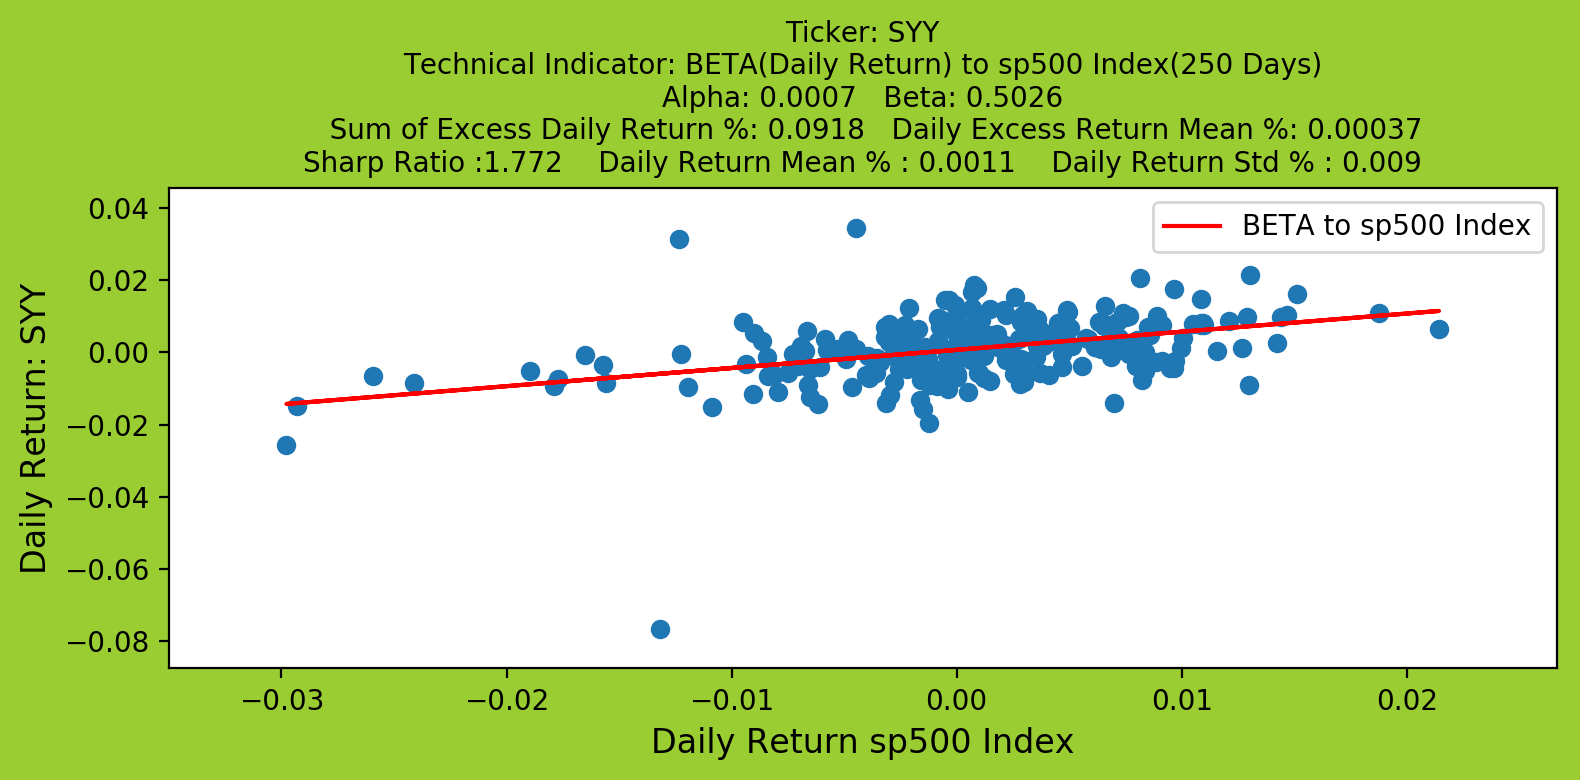 Ticker: SYY
Technical Indicator: BETA(Daily Return) to sp500 Index(250 Days)
Alpha: 0.0007   Beta: 0.5026
Sum of Excess Daily Return %: 0.0918   Daily Excess Return Mean %: 0.00037
Sharp Ratio :1.772    Daily Return Mean % : 0.0011    Daily Return Std % : 0.009
BETA to sp500 Index
Daily Return: SYY
0.04
0.02
0.00
−0.02
−0.04
−0.06
−0.08
−0.03 −0.02 −0.01 0.00 0.01 0.02
Daily Return sp500 Index